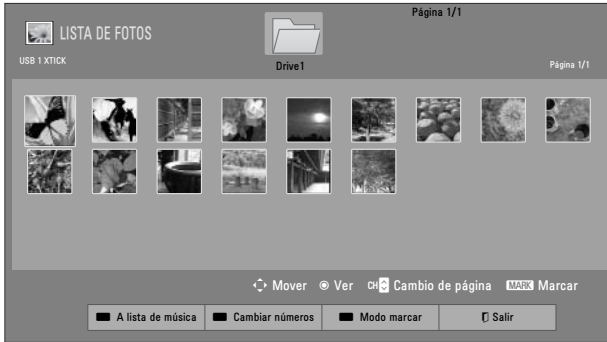 Página 1/1
LISTA DE FOTOS
USB 1 XTICK
Drive1
Página 1/1
Mover Ver CH Cambio de página MARK Marcar
A lista de música Cambiar números Modo marcar Salir